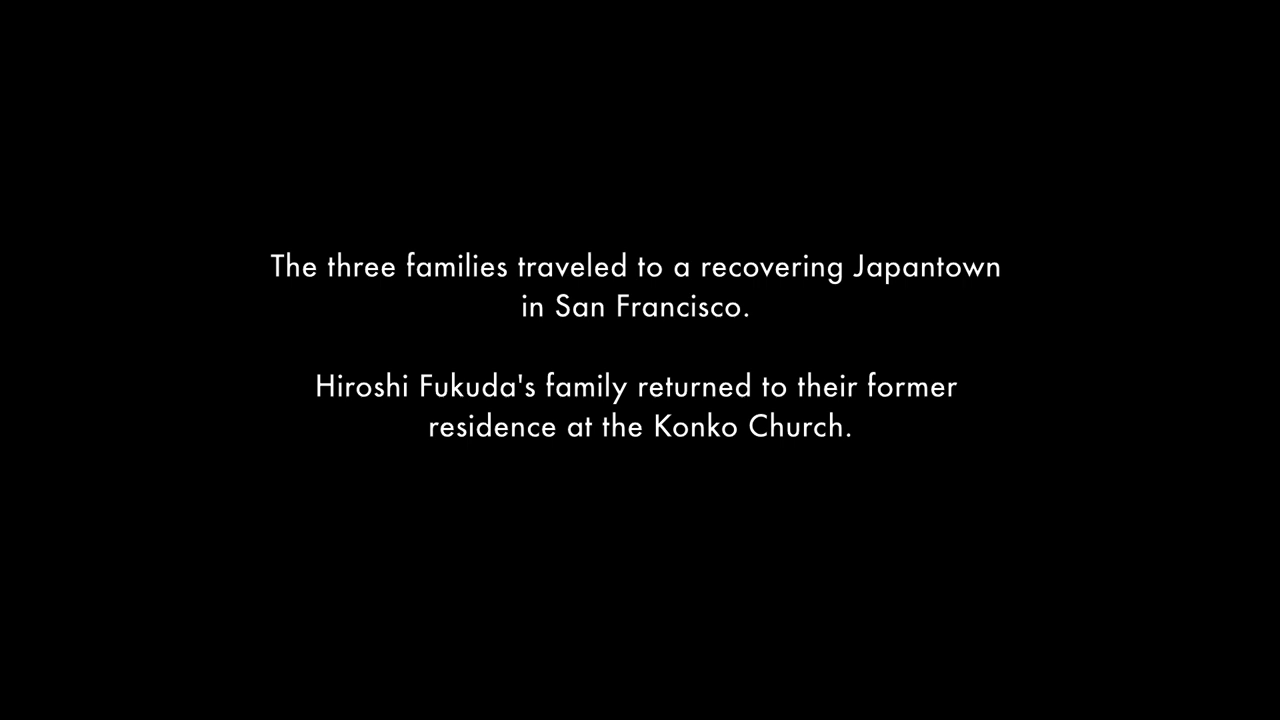 The three families traveled to a recovering Japantown
in San Francisco.
Hiroshi Fukuda's family returned to their former
residence at the Konko Church.